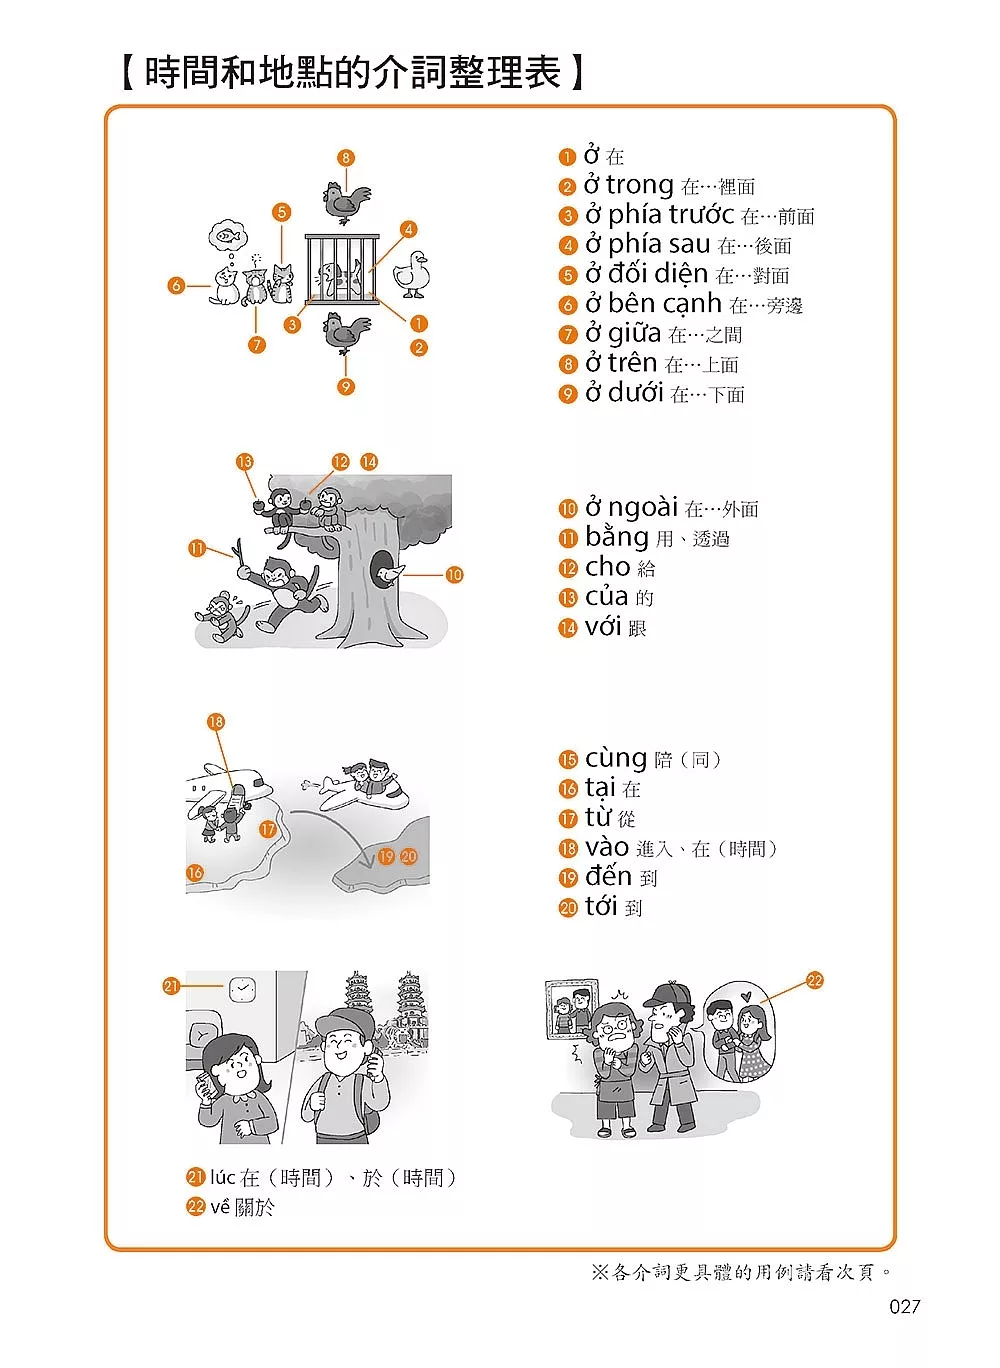 【時間和地點的介詞整理表】
8
5
4
6
3
1
7
2
9
1 ở 在
2 ở trong 在…裡面
3 ở phía trước 在…前面
4 ở phía sau 在…後面
5 ở đối diện 在…對面
6 ở bên cạnh 在…旁邊
7 ở giữa 在…之間
8 ở trên 在…上面
9 ở dưới 在…下面
13 12 14
11
10
10 ở ngoài 在…外面
11 bằng 用、透過
12 cho 給
13 của 的
14 với 跟
18
17
19 20
16
15 cùng 陪（同）
16 tại 在
17 từ 從
18 vào 進入、在（時間）
19 đến 到
20 tới 到
21
22
21 lúc 在（時間）、於（時間）
22 về 關於
※各介詞更具體的用例請看次頁。
027